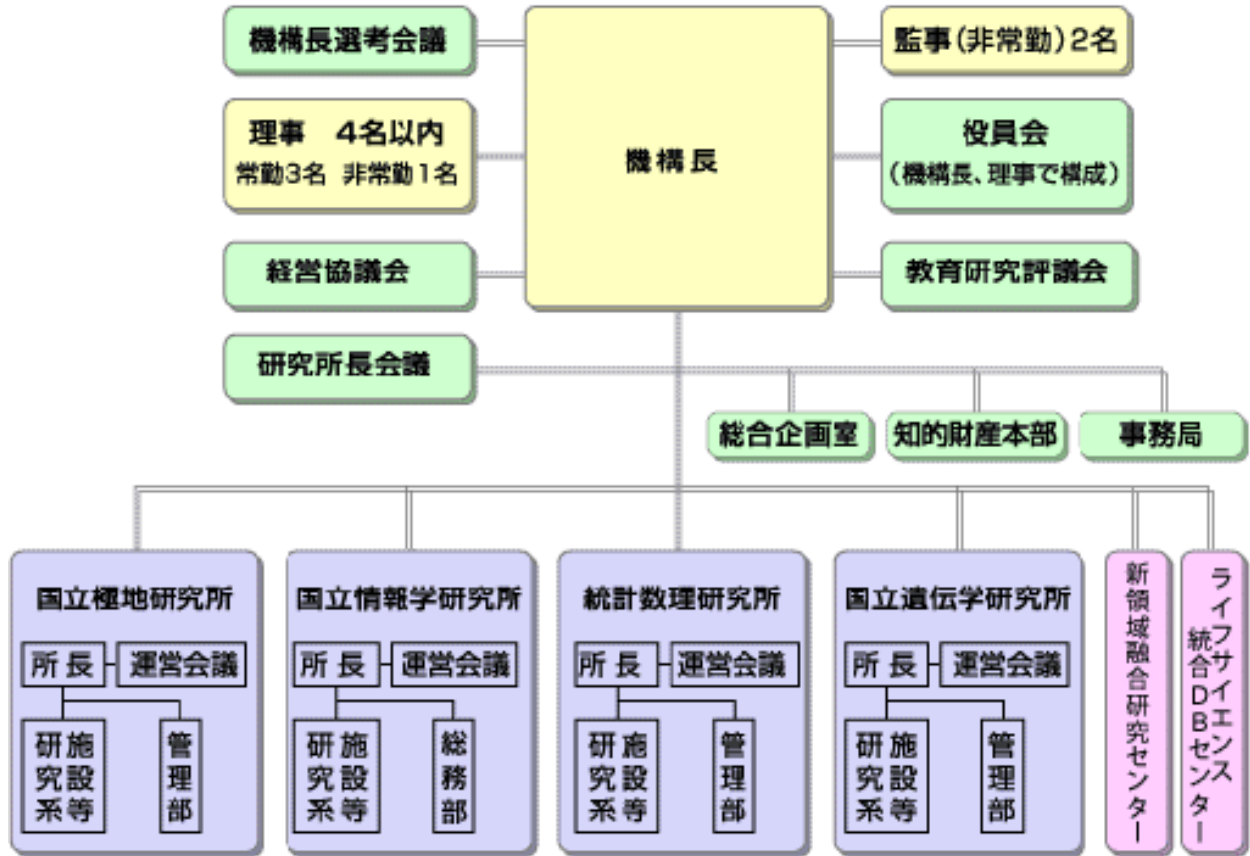 機構長選考会議
監事(非常勤)2名
理事　4名以内
常勤3名 非常勤1名
機構長
役員会
(機構長、理事で構成)
経営協議会
教育研究評議会
研究所長会議
総合企画室
知的財産本部
事務局
国立極地研究所
所長
運営会議
研究系
施設等
管理部
国立情報学研究所
所長
運営会議
研究系
施設等
総務部
統計数理研究所
所長
運営会議
研究系
施設等
管理部
国立遺伝学研究所
所長
運営会議
研究系
施設等
管理部
新領域融合研究センター
ライフサイエンス
統合DBセンター